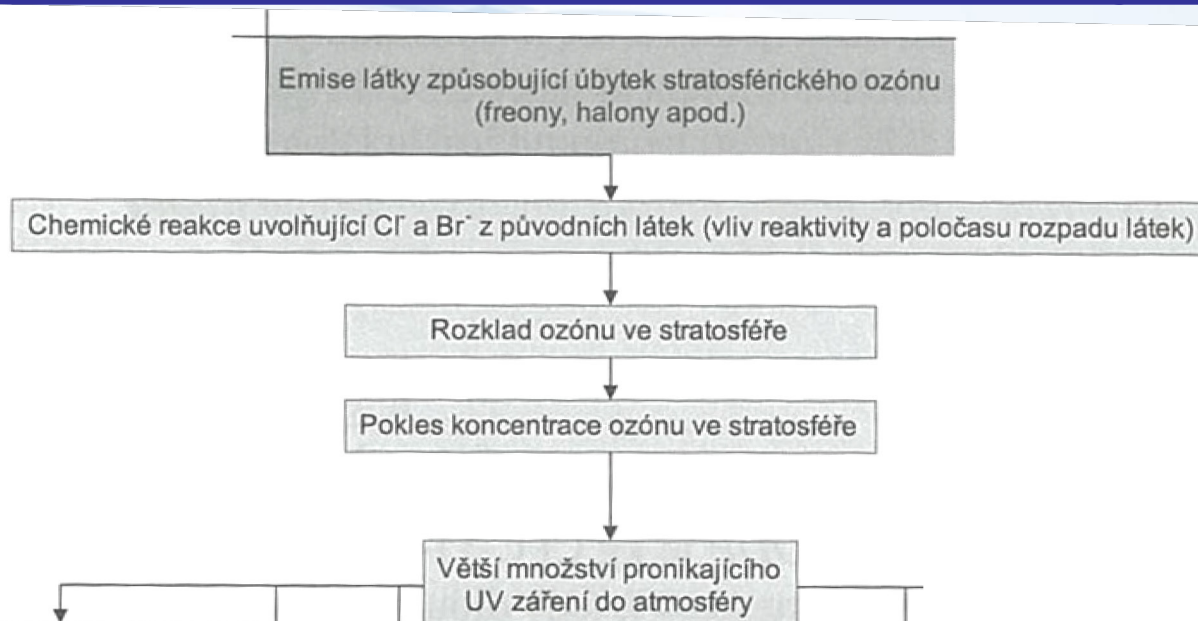 Emise látky způsobující úbytek stratosférického ozónu
(freony, halony apod.)
Chemické reakce uvolňující Cl⁻ a Br⁻ z původních látek (vliv reaktivity a poločasu rozpadu látek)
Rozklad ozónu ve stratosféře
Pokles koncentrace ozónu ve stratosféře
Větší množství pronikajícího
UV záření do atmosféry